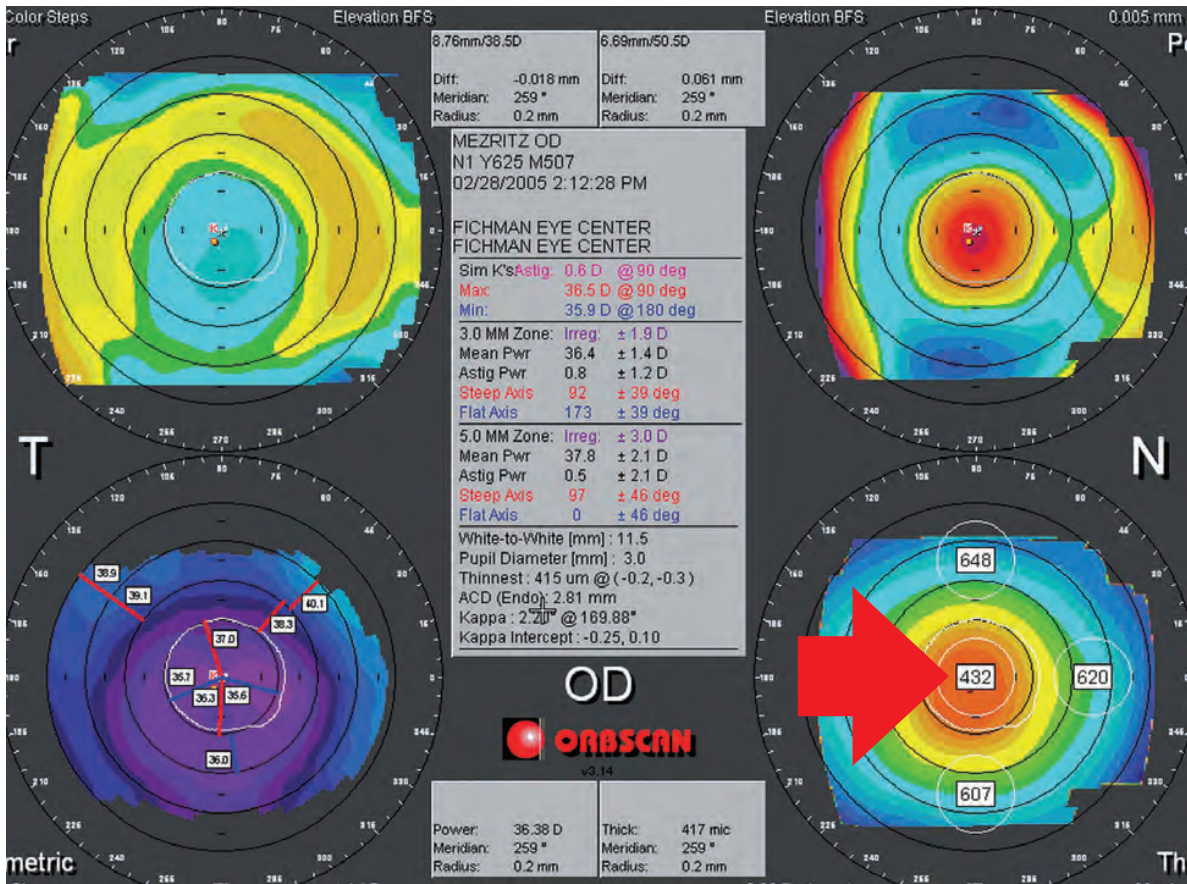 Color Steps
Elevation BFS
Elevation BFS
0.005 mm
8.76mm/38.5D
Diff: -0.018 mm
Meridian: 259 °
Radius: 0.2 mm
6.69mm/50.5D
Diff: 0.061 mm
Meridian: 259 °
Radius: 0.2 mm
MEZRITZ OD
N1 Y625 M507
02/28/2005 2:12:28 PM
FICHMAN EYE CENTER
FICHMAN EYE CENTER
Sim K's Astig: 0.6 D @ 90 deg
Max: 36.5 D @ 90 deg
Min: 35.9 D @ 180 deg
3.0 MM Zone: Irreg: ± 1.9 D
Mean Pwr 36.4 ± 1.4 D
Astig Pwr 0.8 ± 1.2 D
Steep Axis 92 ± 39 deg
Flat Axis 173 ± 39 deg
5.0 MM Zone: Irreg: ± 3.0 D
Mean Pwr 37.8 ± 2.1 D
Astig Pwr 0.5 ± 2.1 D
Steep Axis 97 ± 46 deg
Flat Axis 0 ± 46 deg
White-to-White [mm] : 11.5
Pupil Diameter [mm] : 3.0
Thinnest : 415 um @ (-0.2, -0.3 )
ACD (Endo): 2.81 mm
Kappa : @ 169.88°
Kappa Intercept : -0.25, 0.10
T
N
OD
ORBSCAN
v3.14
38.9
39.1
40.1
38.3
37.0
35.7
36.3
35.6
36.0
648
432
620
607
Power: 36.38 D
Meridian: 259 °
Radius: 0.2 mm
Thick: 417 mic
Meridian: 259 °
Radius: 0.2 mm
metric
Th